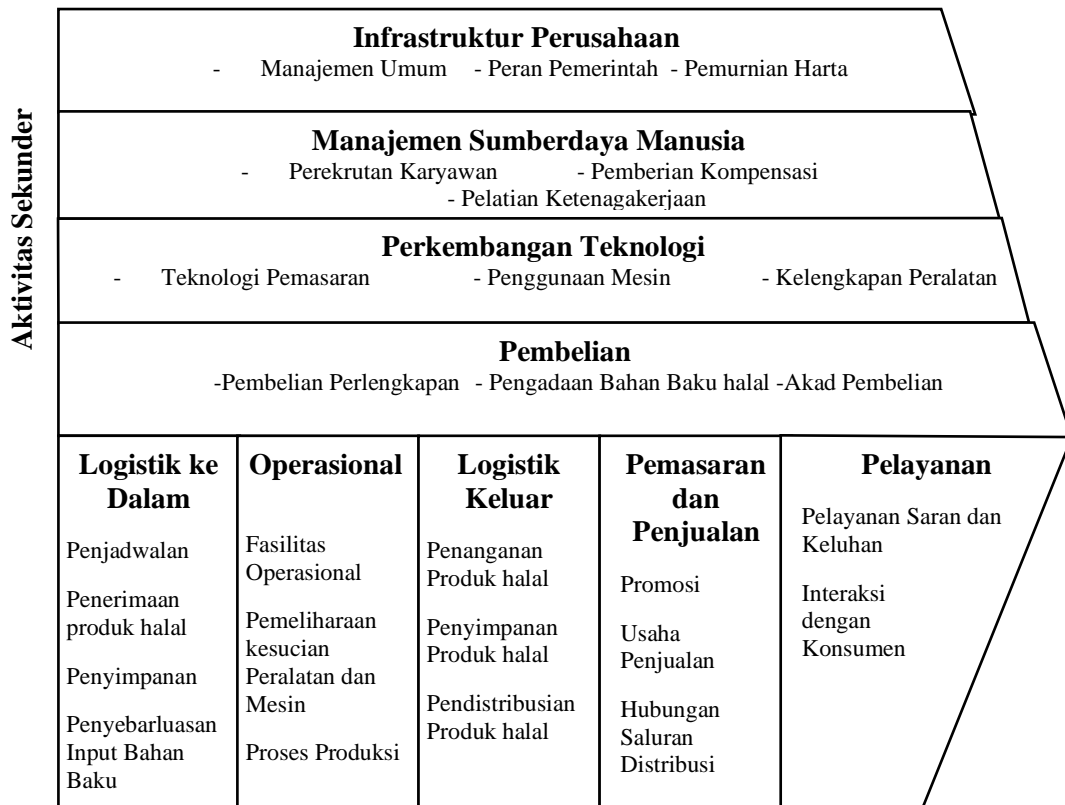 Infrastruktur Perusahaan
- Manajemen Umum - Peran Pemerintah - Pemurnian Harta
Aktivitas Sekunder
Manajemen Sumberdaya Manusia
- Perekrutan Karyawan - Pemberian Kompensasi
- Pelatian Ketenagakerjaan
Perkembangan Teknologi
- Teknologi Pemasaran - Penggunaan Mesin - Kelengkapan Peralatan
Pembelian
-Pembelian Perlengkapan - Pengadaan Bahan Baku halal -Akad Pembelian
Logistik ke
Dalam
Penjadwalan
Penerimaan
produk halal
Penyimpanan
Penyebarluasan
Input Bahan
Baku
Operasional
Fasilitas
Operasional
Pemeliharaan
kesucian
Peralatan dan
Mesin
Proses Produksi
Logistik
Keluar
Penanganan
Produk halal
Penyimpanan
Produk halal
Pendistribusian
Produk halal
Pemasaran
dan
Penjualan
Promosi
Usaha
Penjualan
Hubungan
Saluran
Distribusi
Pelayanan
Pelayanan Saran dan
Keluhan
Interaksi
dengan
Konsumen